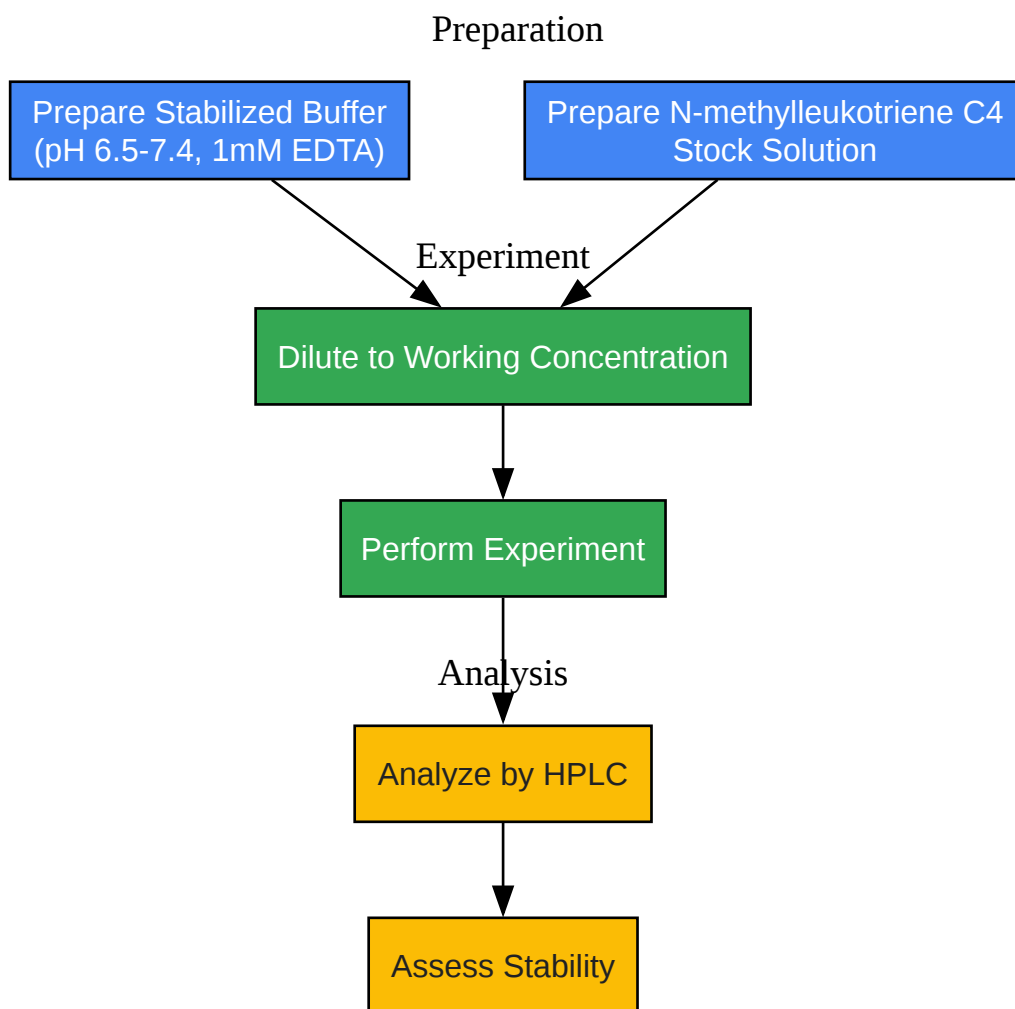 Preparation
Prepare Stabilized Buffer
(pH 6.5-7.4, 1mM EDTA)
Prepare N-methylleukotriene C4
Stock Solution
Experiment
Dilute to Working Concentration
Perform Experiment
Analysis
Analyze by HPLC
Assess Stability